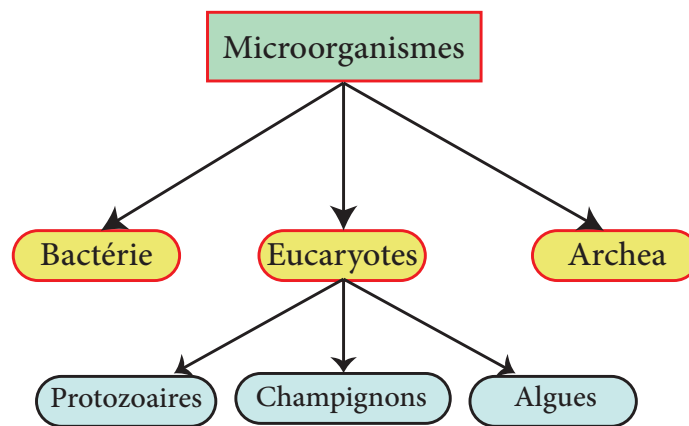 Microorganismes
Bactérie
Eucaryotes
Archea
Protozoaires
Champignons
Algues